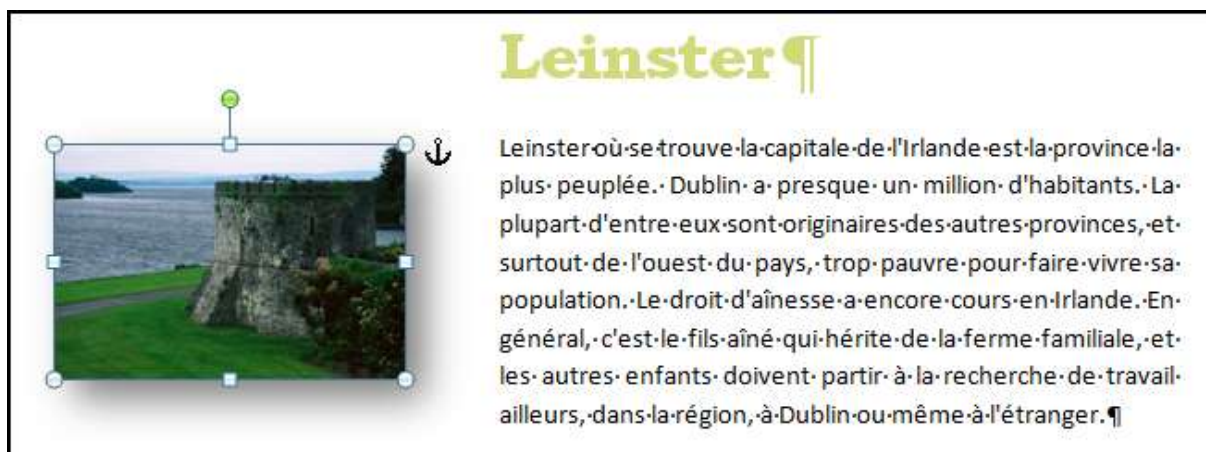 Leinster¶
Leinster·où·se·trouve·la·capitale·de·l'Irlande·est·la·province·la·
plus· peuplée.· Dublin· a· presque· un· million· d'habitants.· La·
plupart·d'entre·eux·sont·originaires·des·autres·provinces,·et·
surtout·de·l'ouest·du·pays,·trop·pauvre·pour·faire·vivre·sa·
population.·Le·droit·d'aînesse·a·encore·cours·en·Irlande.·En·
général,·c'est·le·fils·aîné·qui·hérite·de·la·ferme·familiale,·et·
les· autres· enfants· doivent· partir· à· la· recherche· de· travail·
ailleurs,·dans·la·région,·à·Dublin·ou·même·à·l'étranger.¶